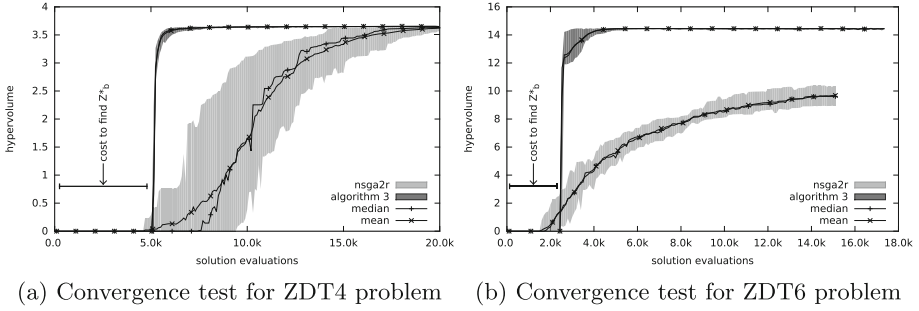 4
3.5
3
2.5
2
1.5
1
0.5
0
hypervolume
cost to find Z*b
nsga2r
algorithm 3
median
mean
0.0 5.0k 10.0k 15.0k 20.0k
solution evaluations
(a) Convergence test for ZDT4 problem
16
14
12
10
8
6
4
2
0
hypervolume
cost to find Z*b
nsga2r
algorithm 3
median
mean
0.0 2.0k 4.0k 6.0k 8.0k 10.0k 12.0k 14.0k 16.0k 18.0k
solution evaluations
(b) Convergence test for ZDT6 problem